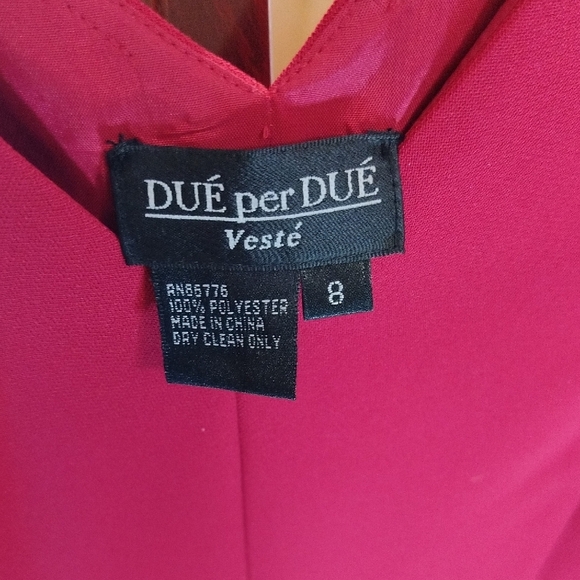 DUÉ per DUÉ
Vesté
8
RN86776
100% POLYESTER
MADE IN CHINA
DRY CLEAN ONLY